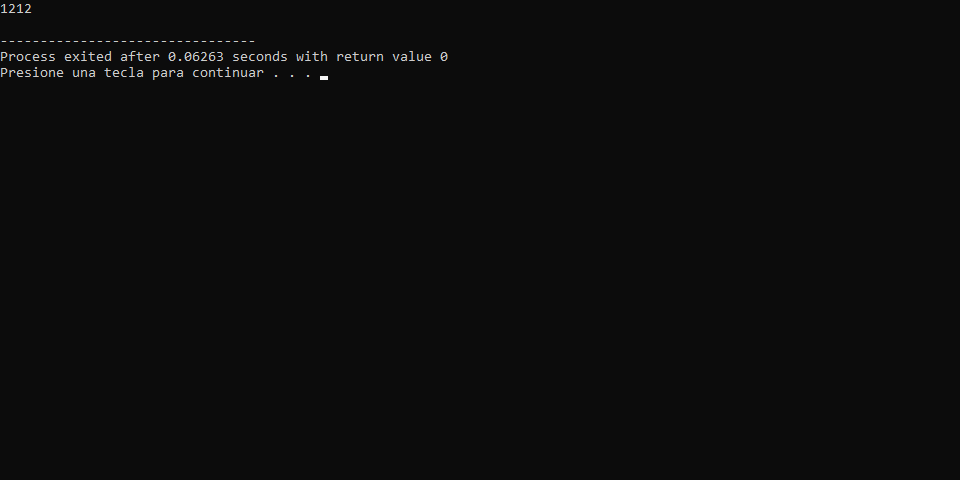 1212
--------------------------------
Process exited after 0.06263 seconds with return value 0
Presione una tecla para continuar . . .